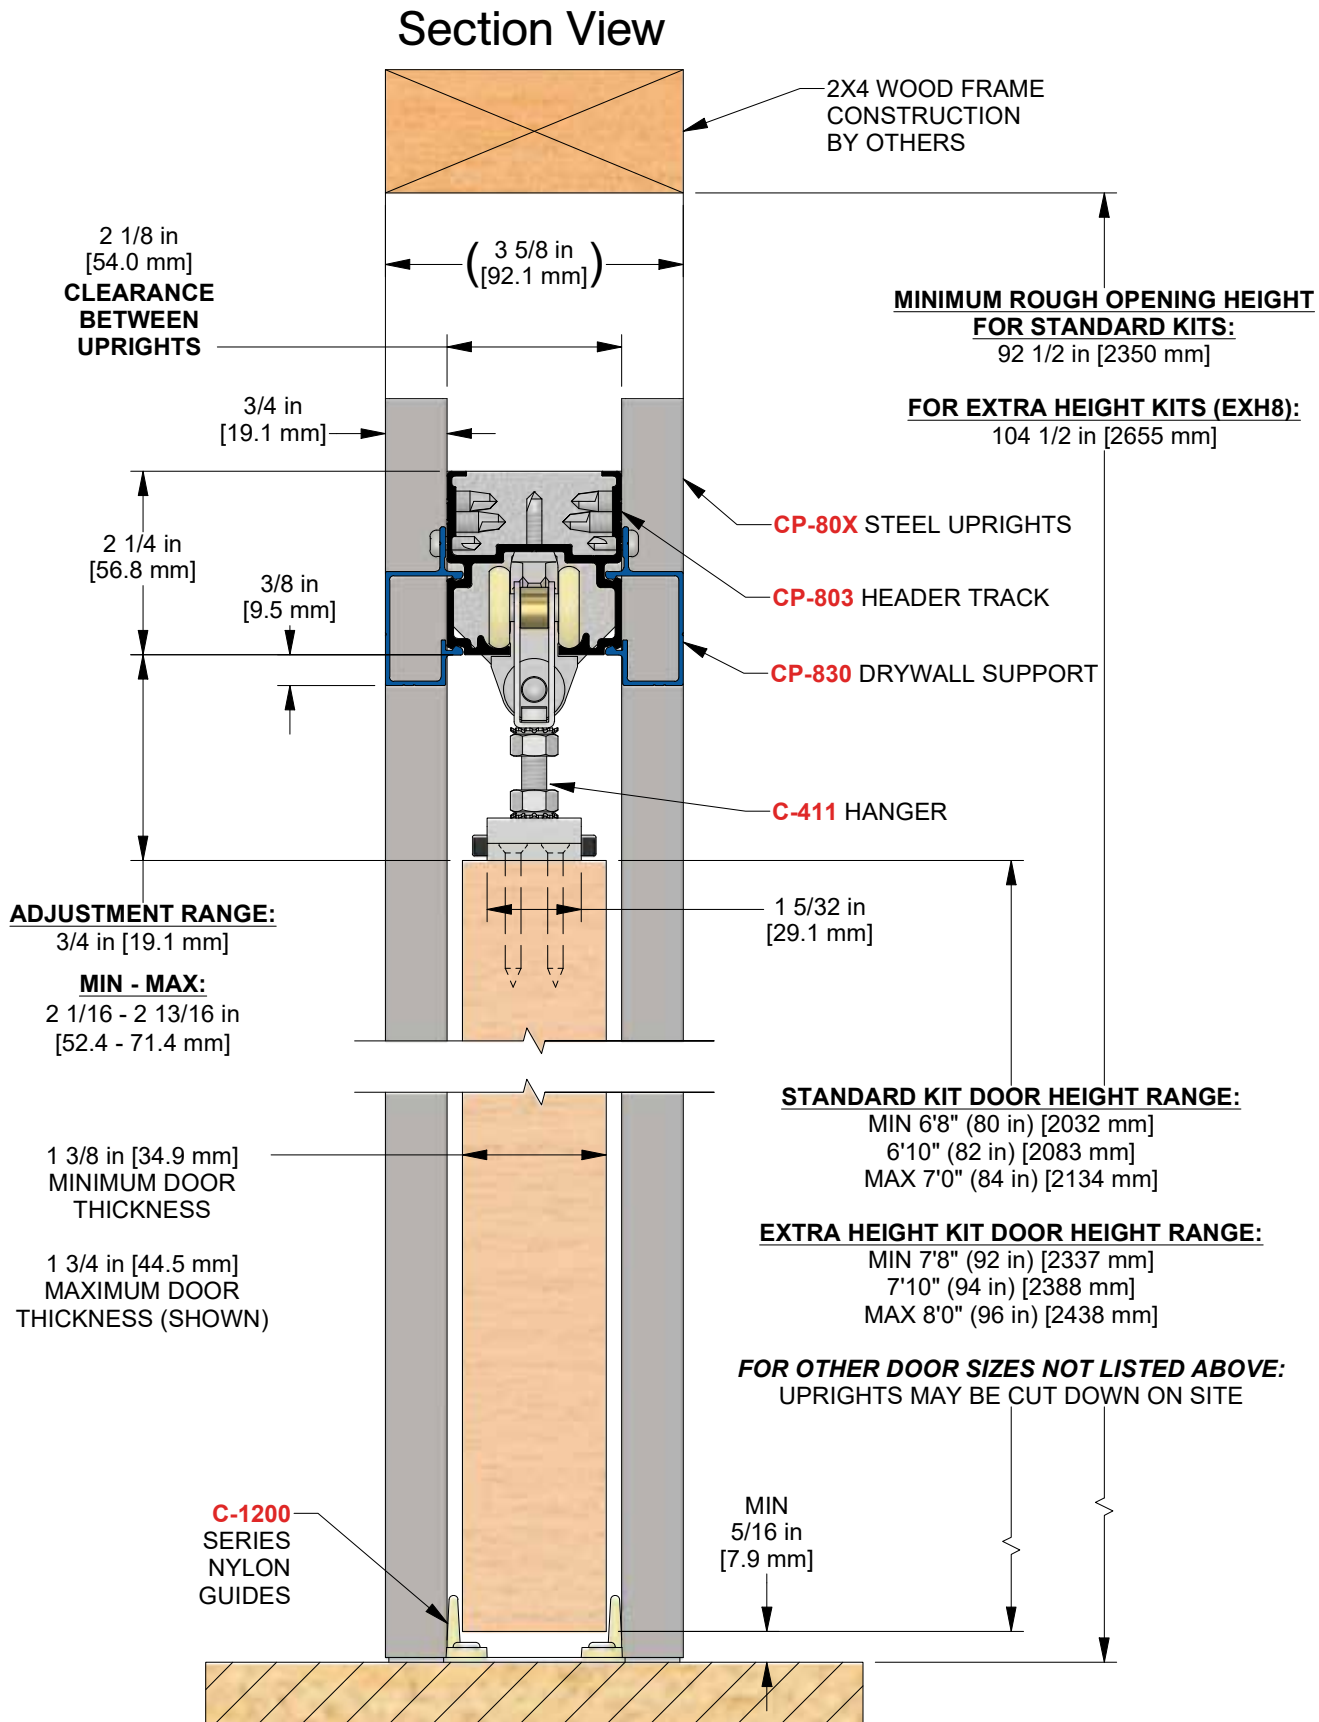 Section View
2X4 WOOD FRAME
CONSTRUCTION
BY OTHERS
2 1/8 in
[54.0 mm]
CLEARANCE
BETWEEN
UPRIGHTS
(3 5/8 in
[92.1 mm])
MINIMUM ROUGH OPENING HEIGHT
FOR STANDARD KITS:
92 1/2 in [2350 mm]
FOR EXTRA HEIGHT KITS (EXH8):
104 1/2 in [2655 mm]
3/4 in
[19.1 mm]
CP-80X STEEL UPRIGHTS
2 1/4 in
[56.8 mm]
3/8 in
[9.5 mm]
CP-803 HEADER TRACK
CP-830 DRYWALL SUPPORT
C-411 HANGER
ADJUSTMENT RANGE:
3/4 in [19.1 mm]
MIN - MAX:
2 1/16 - 2 13/16 in
[52.4 - 71.4 mm]
1 5/32 in
[29.1 mm]
STANDARD KIT DOOR HEIGHT RANGE:
MIN 6'8" (80 in) [2032 mm]
6'10" (82 in) [2083 mm]
MAX 7'0" (84 in) [2134 mm]
1 3/8 in [34.9 mm]
MINIMUM DOOR
THICKNESS
1 3/4 in [44.5 mm]
MAXIMUM DOOR
THICKNESS (SHOWN)
EXTRA HEIGHT KIT DOOR HEIGHT RANGE:
MIN 7'8" (92 in) [2337 mm]
7'10" (94 in) [2388 mm]
MAX 8'0" (96 in) [2438 mm]
FOR OTHER DOOR SIZES NOT LISTED ABOVE:
UPRIGHTS MAY BE CUT DOWN ON SITE
C-1200
SERIES
NYLON
GUIDES
MIN
5/16 in
[7.9 mm]